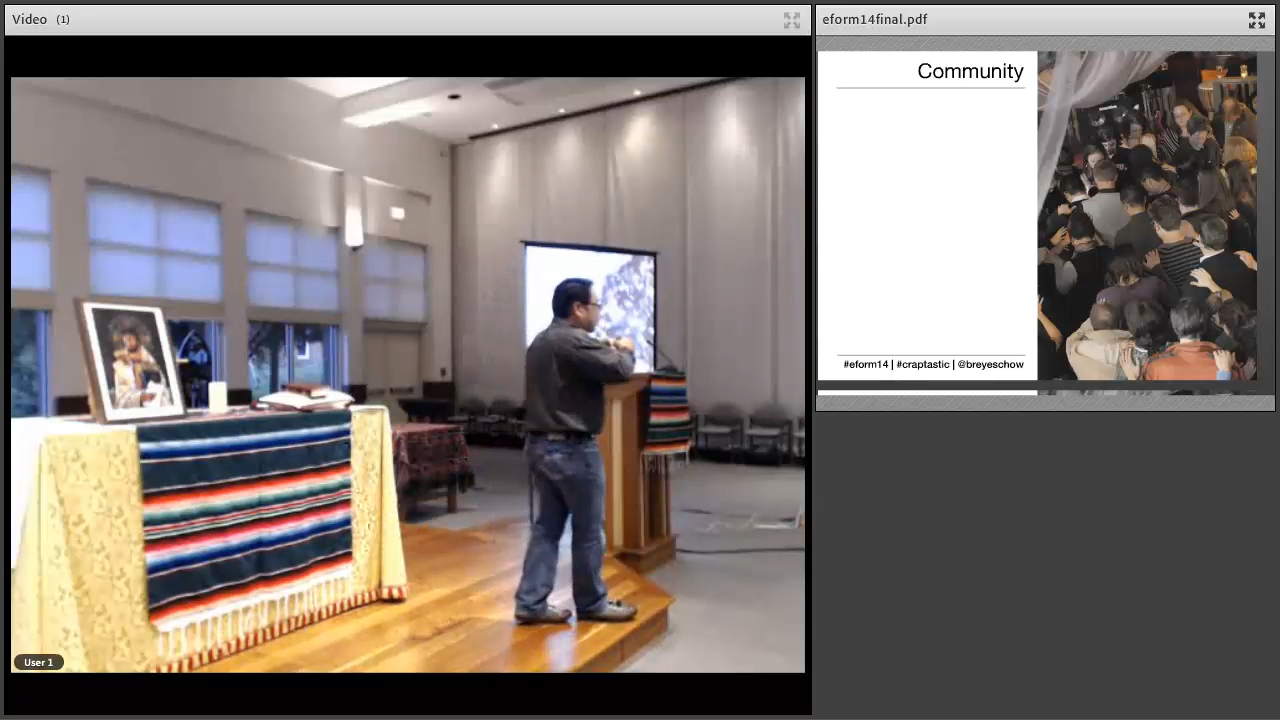 Video (1)
eform14final.pdf
Community
#eform14 | #craptastic | @breyeschow
User 1